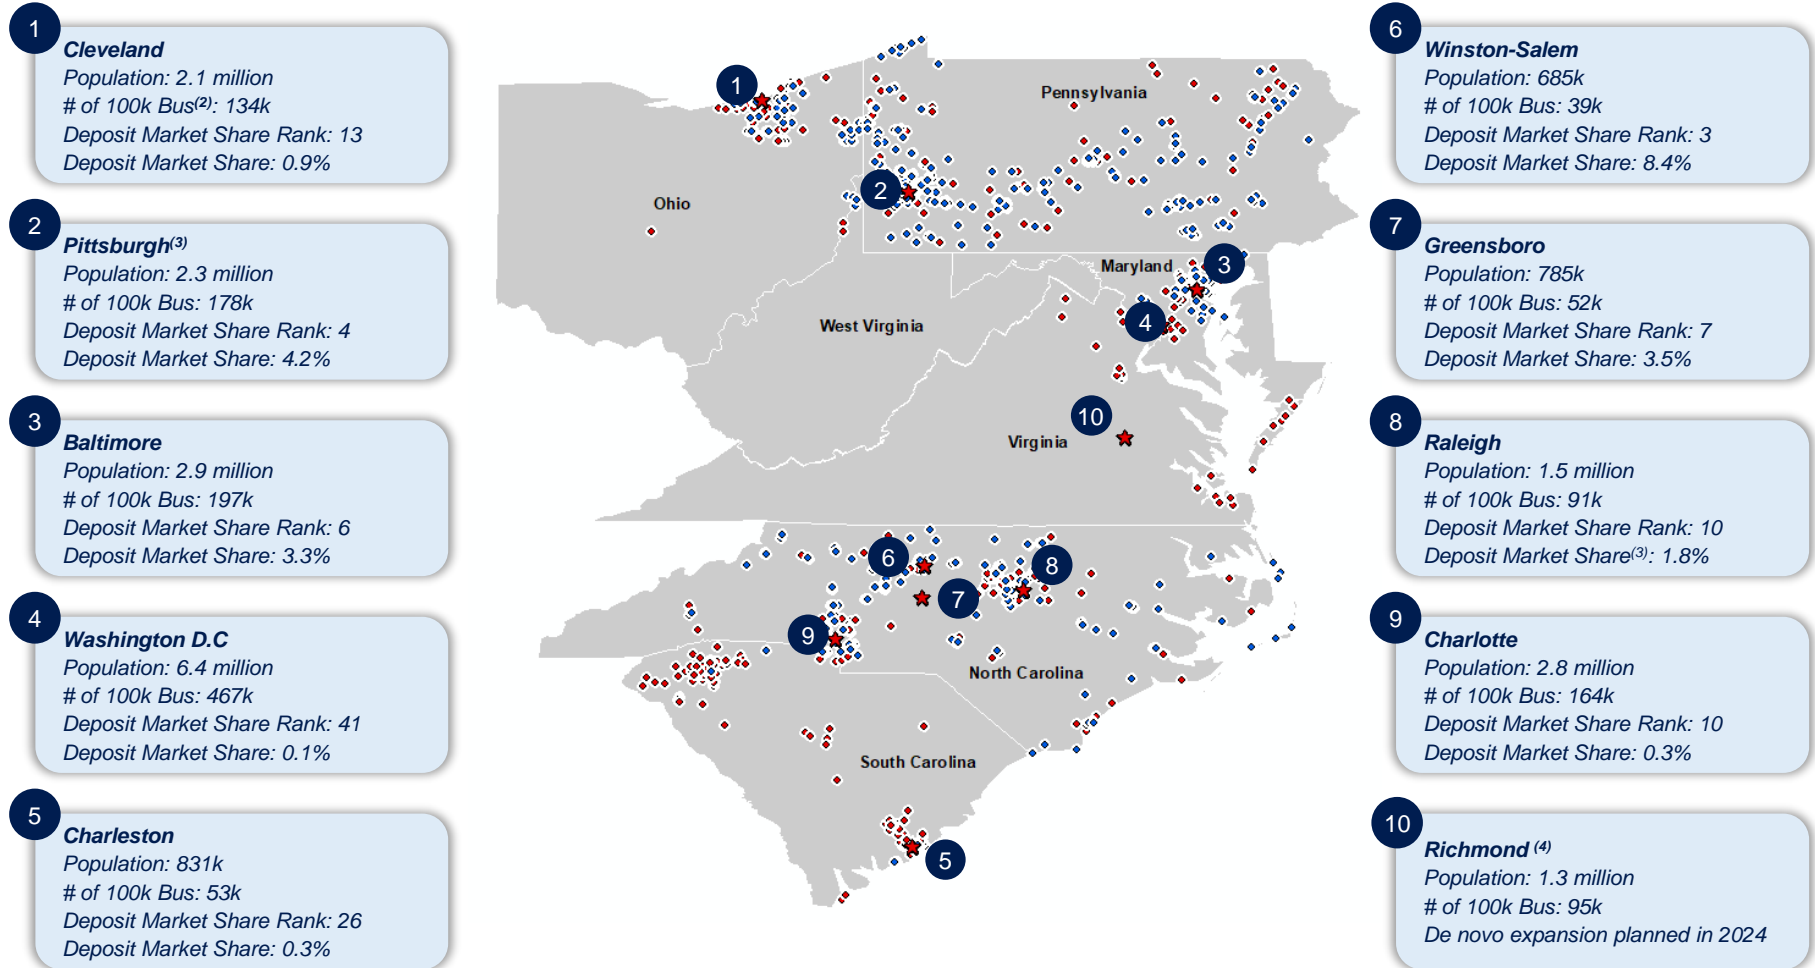 1
Cleveland
Population: 2.1 million
# of 100k Bus(2): 134k
Deposit Market Share Rank: 13
Deposit Market Share: 0.9%
2
Pittsburgh(3)
Population: 2.3 million
# of 100k Bus: 178k
Deposit Market Share Rank: 4
Deposit Market Share: 4.2%
3
Baltimore
Population: 2.9 million
# of 100k Bus: 197k
Deposit Market Share Rank: 6
Deposit Market Share: 3.3%
4
Washington D.C
Population: 6.4 million
# of 100k Bus: 467k
Deposit Market Share Rank: 41
Deposit Market Share: 0.1%
5
Charleston
Population: 831k
# of 100k Bus: 53k
Deposit Market Share Rank: 26
Deposit Market Share: 0.3%
1
Pennsylvania
2
Ohio
3
Maryland
4
West Virginia
10
Virginia
6
8
7
9
North Carolina
South Carolina
5
6
Winston-Salem
Population: 685k
# of 100k Bus: 39k
Deposit Market Share Rank: 3
Deposit Market Share: 8.4%
7
Greensboro
Population: 785k
# of 100k Bus: 52k
Deposit Market Share Rank: 7
Deposit Market Share: 3.5%
8
Raleigh
Population: 1.5 million
# of 100k Bus: 91k
Deposit Market Share Rank: 10
Deposit Market Share(3): 1.8%
9
Charlotte
Population: 2.8 million
# of 100k Bus: 164k
Deposit Market Share Rank: 10
Deposit Market Share: 0.3%
10
Richmond (4)
Population: 1.3 million
# of 100k Bus: 95k
De novo expansion planned in 2024